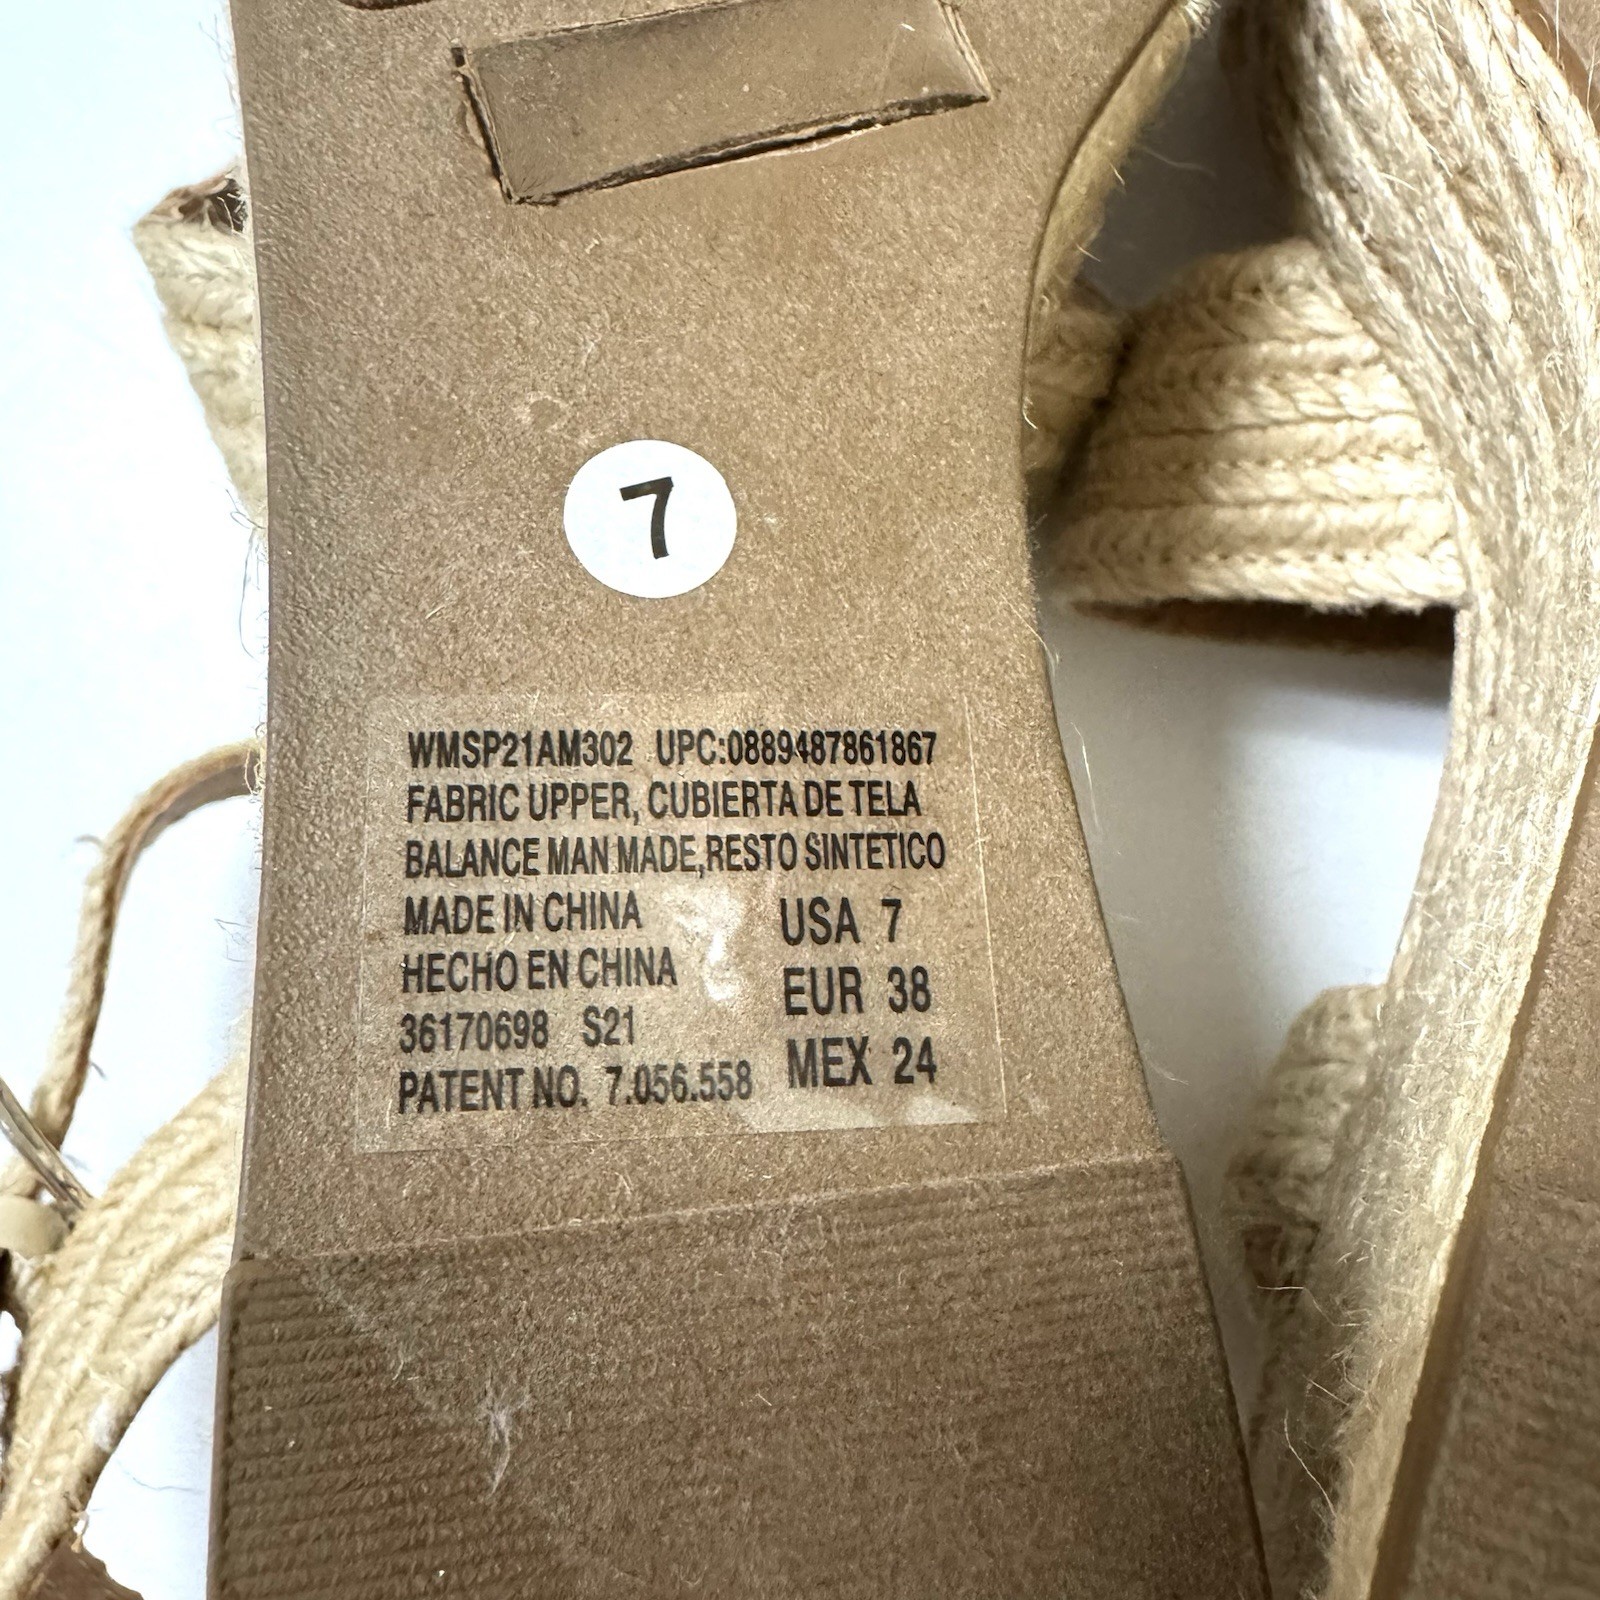 7
WMSP21AM302 UPC:0889487861867
FABRIC UPPER, CUBIERTA DE TELA
BALANCE MAN MADE,RESTO SINTETICO
MADE IN CHINA
HECHO EN CHINA
36170698 S21
PATENT NO. 7.056.558
USA 7
EUR 38
MEX 24